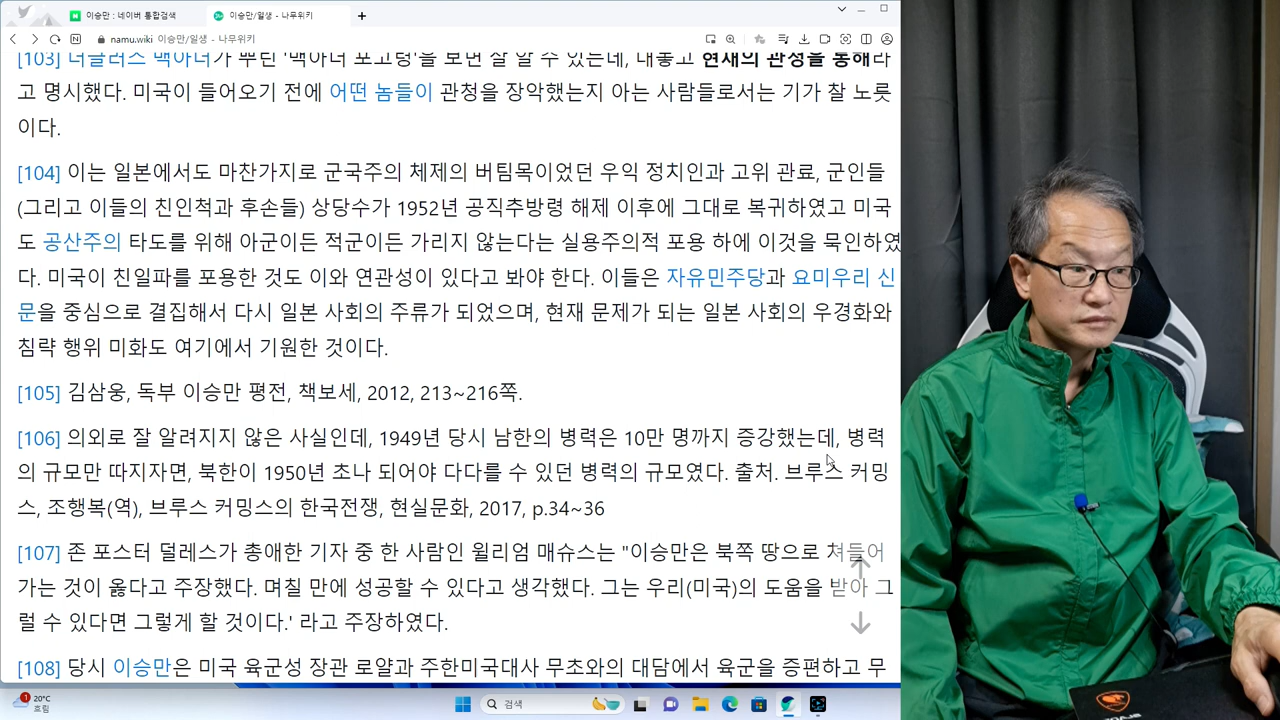 이승만 : 네이버 통합검색
이승만/일생 - 나무위키
namu.wiki 이승만/일생 - 나무위키
[103] 더글러스 맥아더가 뿌린 '맥아더 포고령'을 보면 잘 알 수 있는데, 대놓고 현재의 관청을 통해라
고 명시했다. 미국이 들어오기 전에 어떤 놈들이 관청을 장악했는지 아는 사람들로서는 기가 찰 노릇
이다.
[104] 이는 일본에서도 마찬가지로 군국주의 체제의 버팀목이었던 우익 정치인과 고위 관료, 군인들
(그리고 이들의 친인척과 후손들) 상당수가 1952년 공직추방령 해제 이후에 그대로 복귀하였고 미국
도 공산주의 타도를 위해 아군이든 적군이든 가리지 않는다는 실용주의적 포용 하에 이것을 묵인하였
다. 미국이 친일파를 포용한 것도 이와 연관성이 있다고 봐야 한다. 이들은 자유민주당과 요미우리 신
문을 중심으로 결집해서 다시 일본 사회의 주류가 되었으며, 현재 문제가 되는 일본 사회의 우경화와
침략 행위 미화도 여기에서 기원한 것이다.
[105] 김삼웅, 독부 이승만 평전, 책보세, 2012, 213~216쪽.
[106] 의외로 잘 알려지지 않은 사실인데, 1949년 당시 남한의 병력은 10만 명까지 증강했는데, 병력
의 규모만 따지자면, 북한이 1950년 초나 되어야 다다를 수 있던 병력의 규모였다. 출처. 브루스 커밍
스, 조행복(역), 브루스 커밍스의 한국전쟁, 현실문화, 2017, p.34~36
[107] 존 포스터 덜레스가 총애한 기자 중 한 사람인 윌리엄 매슈스는 "이승만은 북쪽 땅으로 쳐들어
가는 것이 옳다고 주장했다. 며칠 만에 성공할 수 있다고 생각했다. 그는 우리(미국)의 도움을 받아 그
럴 수 있다면 그렇게 할 것이다.' 라고 주장하였다.
[108] 당시 이승만은 미국 육군성 장관 로얄과 주한미국대사 무초와의 대담에서 육군을 증편하고 무
1
20°C
흐림
검색